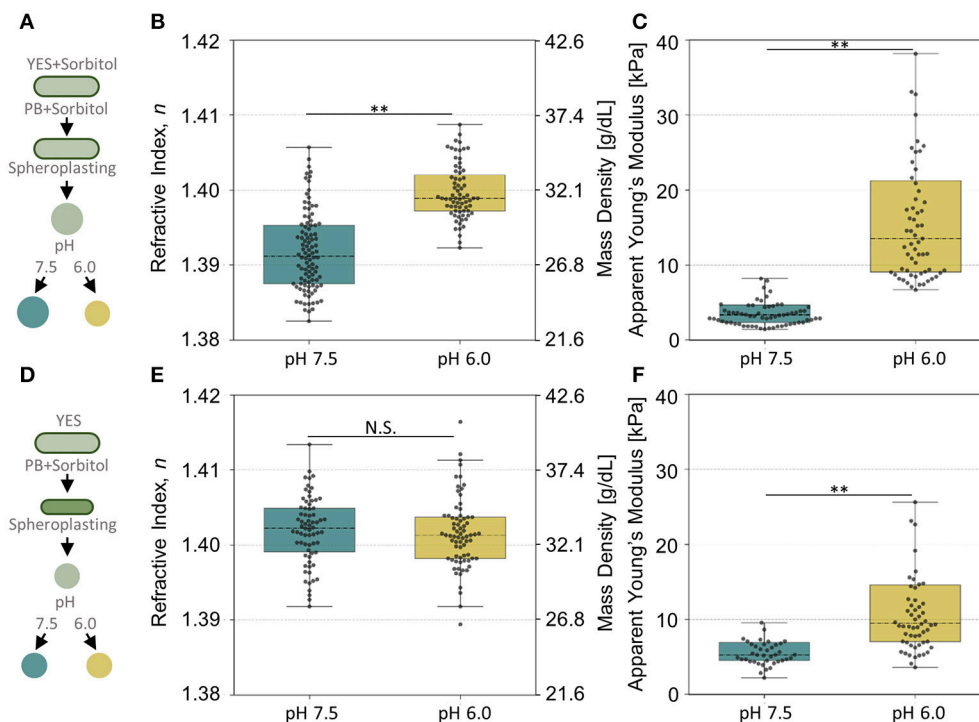 A
YES+Sorbitol
PB+Sorbitol
Spheroplasting
pH
7.5 6.0
B
1.42
1.41
1.40
1.39
1.38
Refractive Index, n
**
42.6
37.4
32.1
26.8
21.6
Mass Density [g/dL]
pH 7.5 pH 6.0
C
40
30
20
10
0
Apparent Young's Modulus [kPa]
**
pH 7.5 pH 6.0
D
YES
PB+Sorbitol
Spheroplasting
pH
7.5 6.0
E
1.42
1.41
1.40
1.39
1.38
Refractive Index, n
N.S.
42.6
37.4
32.1
26.8
21.6
Mass Density [g/dL]
pH 7.5 pH 6.0
F
40
30
20
10
0
Apparent Young's Modulus [kPa]
**
pH 7.5 pH 6.0